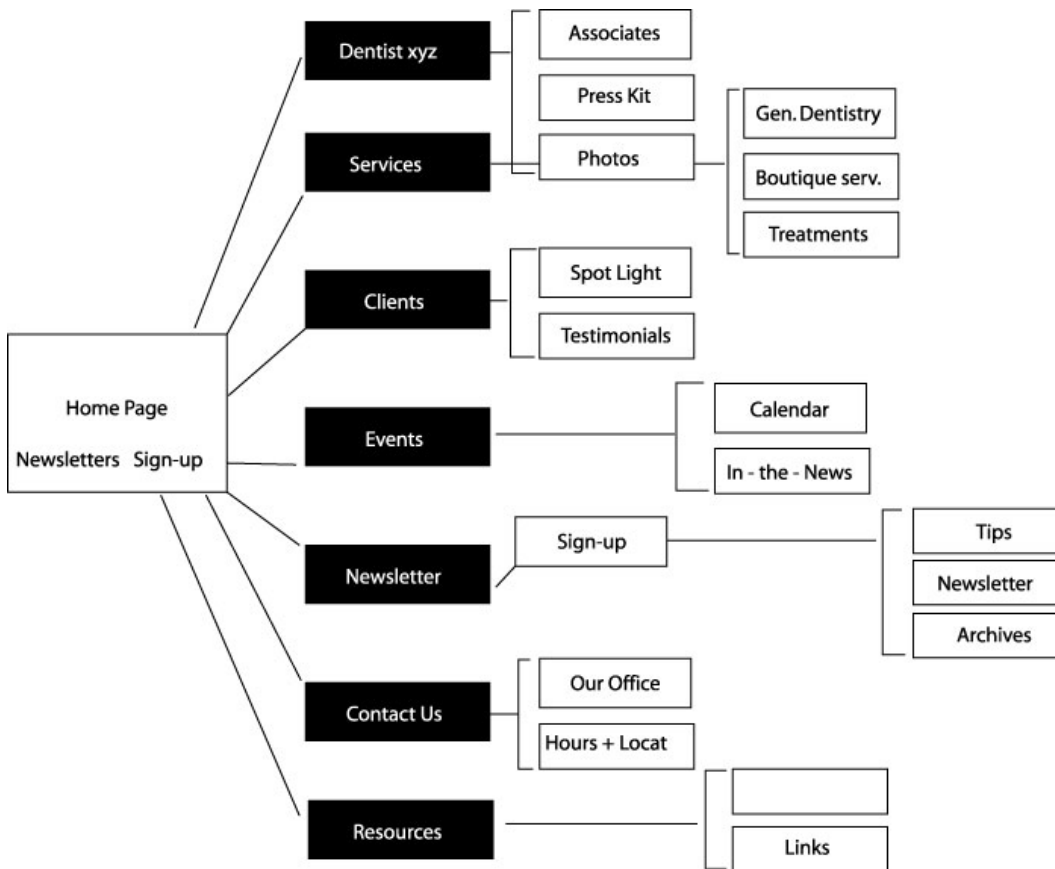 Dentist xyz
Associates
Press Kit
Photos
Services
Gen. Dentistry
Boutique serv.
Treatments
Clients
Spot Light
Testimonials
Home Page
Newsletters Sign-up
Events
Calendar
In - the - News
Newsletter
Sign-up
Tips
Newsletter
Archives
Contact Us
Our Office
Hours + Locat
Resources
Links